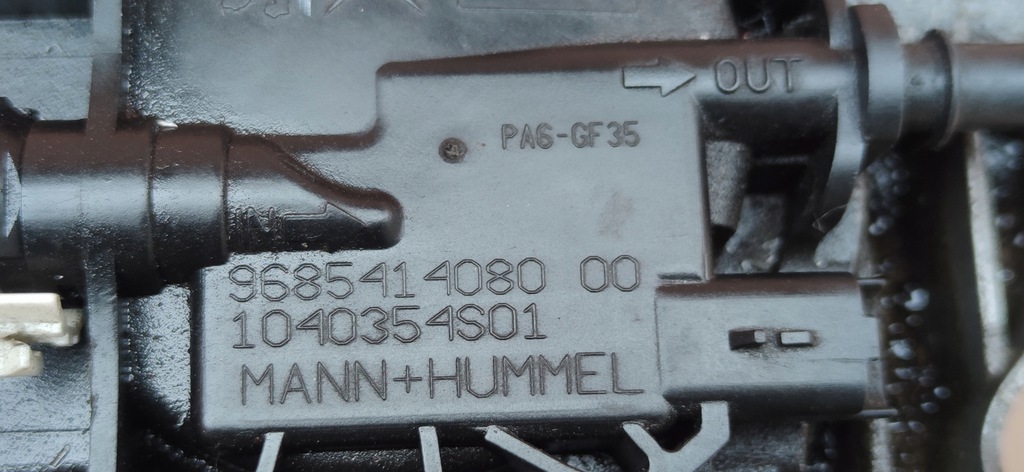 OUT
PA6-GF35
IN
9685414080 00
1040354S01
MANN+HUMMEL